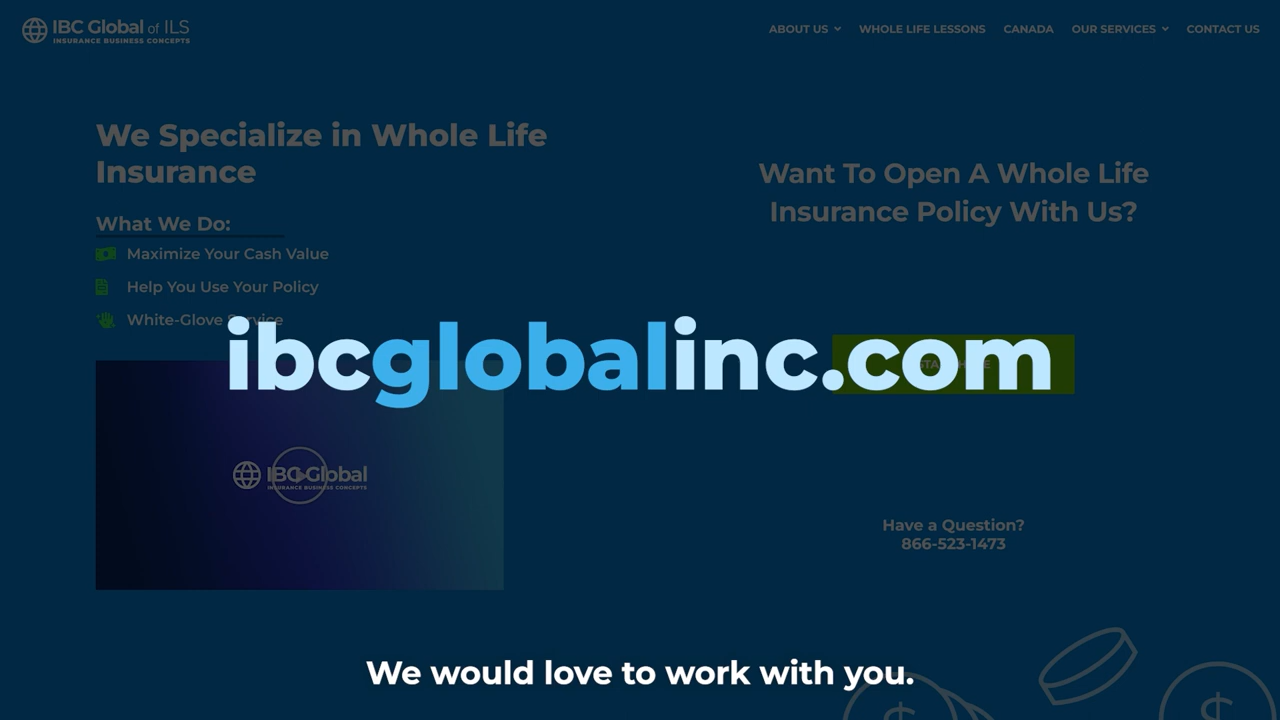 IBC Global of ILS
INSURANCE BUSINESS CONCEPTS
ABOUT US
WHOLE LIFE LESSONS
CANADA
OUR SERVICES
CONTACT US
We Specialize in Whole Life
Insurance
What We Do:
Maximize Your Cash Value
Help You Use Your Policy
White-Glove Service
Want To Open A Whole Life
Insurance Policy With Us?
ibcglobalinc.com
IBC Global
INSURANCE BUSINESS CONCEPTS
Have a Question?
866-523-1473
We would love to work with you.